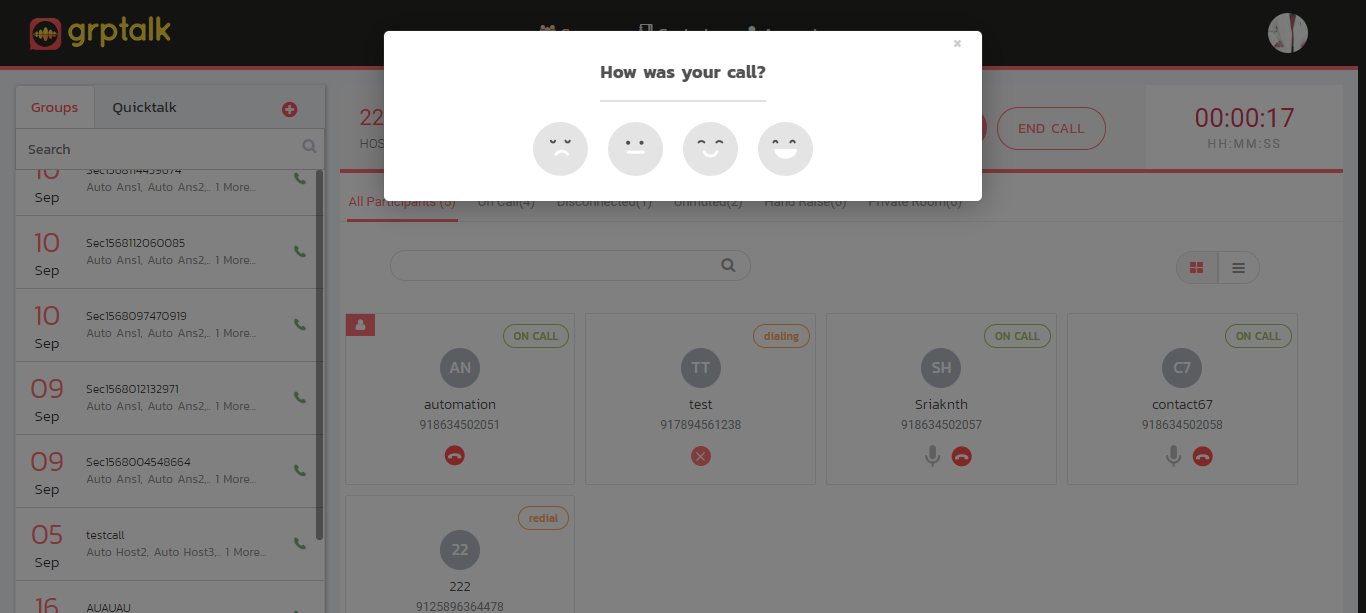 grptalk
How was your call?
Groups
Quicktalk
Search
222
END CALL
00:00:17
HH:MM:SS
10
Sep
Auto Ans1, Auto Ans2,.. 1 More...
10
Sep
Sec1568112060085
Auto Ans1, Auto Ans2,.. 1 More...
10
Sep
Sec1568097470919
Auto Ans1, Auto Ans2,.. 1 More...
09
Sep
Sec1568012132971
Auto Ans1, Auto Ans2,.. 1 More...
09
Sep
Sec1568004548664
Auto Ans1, Auto Ans2,.. 1 More...
05
Sep
testcall
Auto Host2, Auto Host3,.. 1 More...
16
AUAUAU
All Participants (5) On Call(4) Disconnected(1) Unmuted(2) Hand Raise(0) Private Room(0)
ON CALL
AN
automation
918634502051
dialing
TT
test
917894561238
ON CALL
SH
Sriaknth
918634502057
ON CALL
C7
contact67
918634502058
redial
22
222
9125896364478